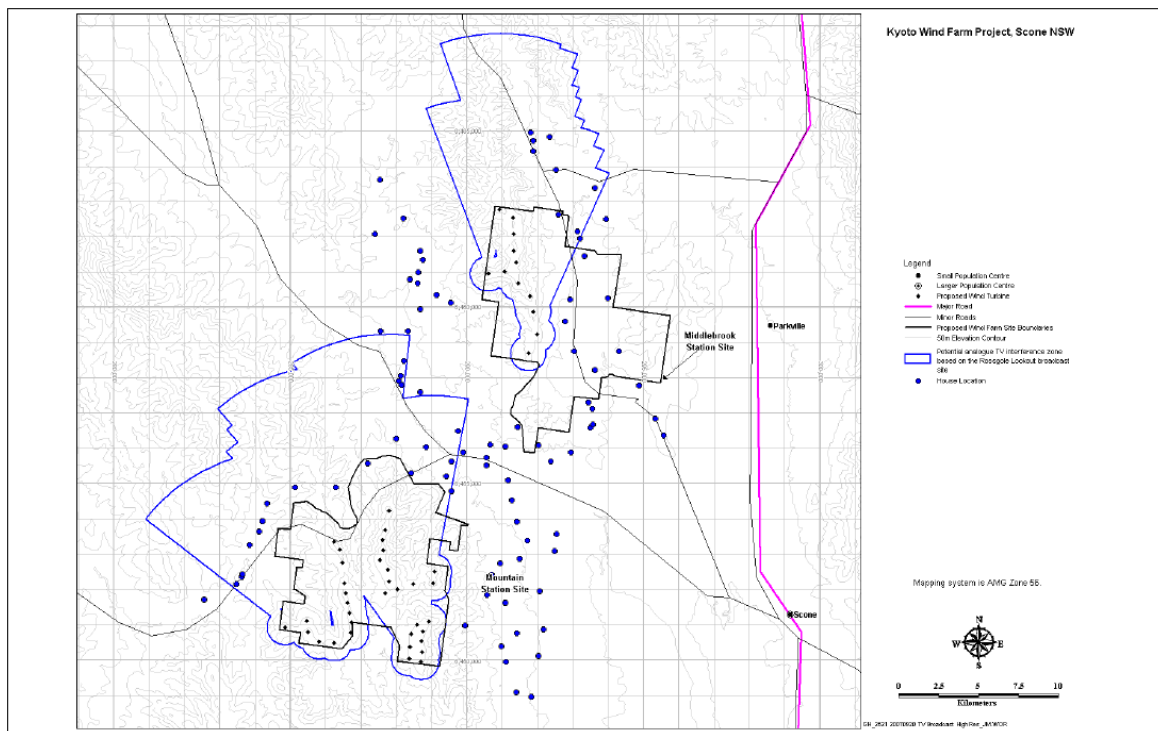 Kyoto Wind Farm Project, Scone NSW
Legend
Small Population Centre
Larger Population Centre
Proposed Wind Turbine
Major Road
Minor Roads
Proposed Wind Farm Site Boundaries
50m Elevation Contour
Potential analogue TV interference zone
based on the Rossgole Lookout broadcast
site
House Location
Parkville
Middlebrook
Station Site
Mountain
Station Site
Scone
Mapping system is AMG Zone 56.
N
W E
S
0 2.5 5 7.5 10
Kilometers